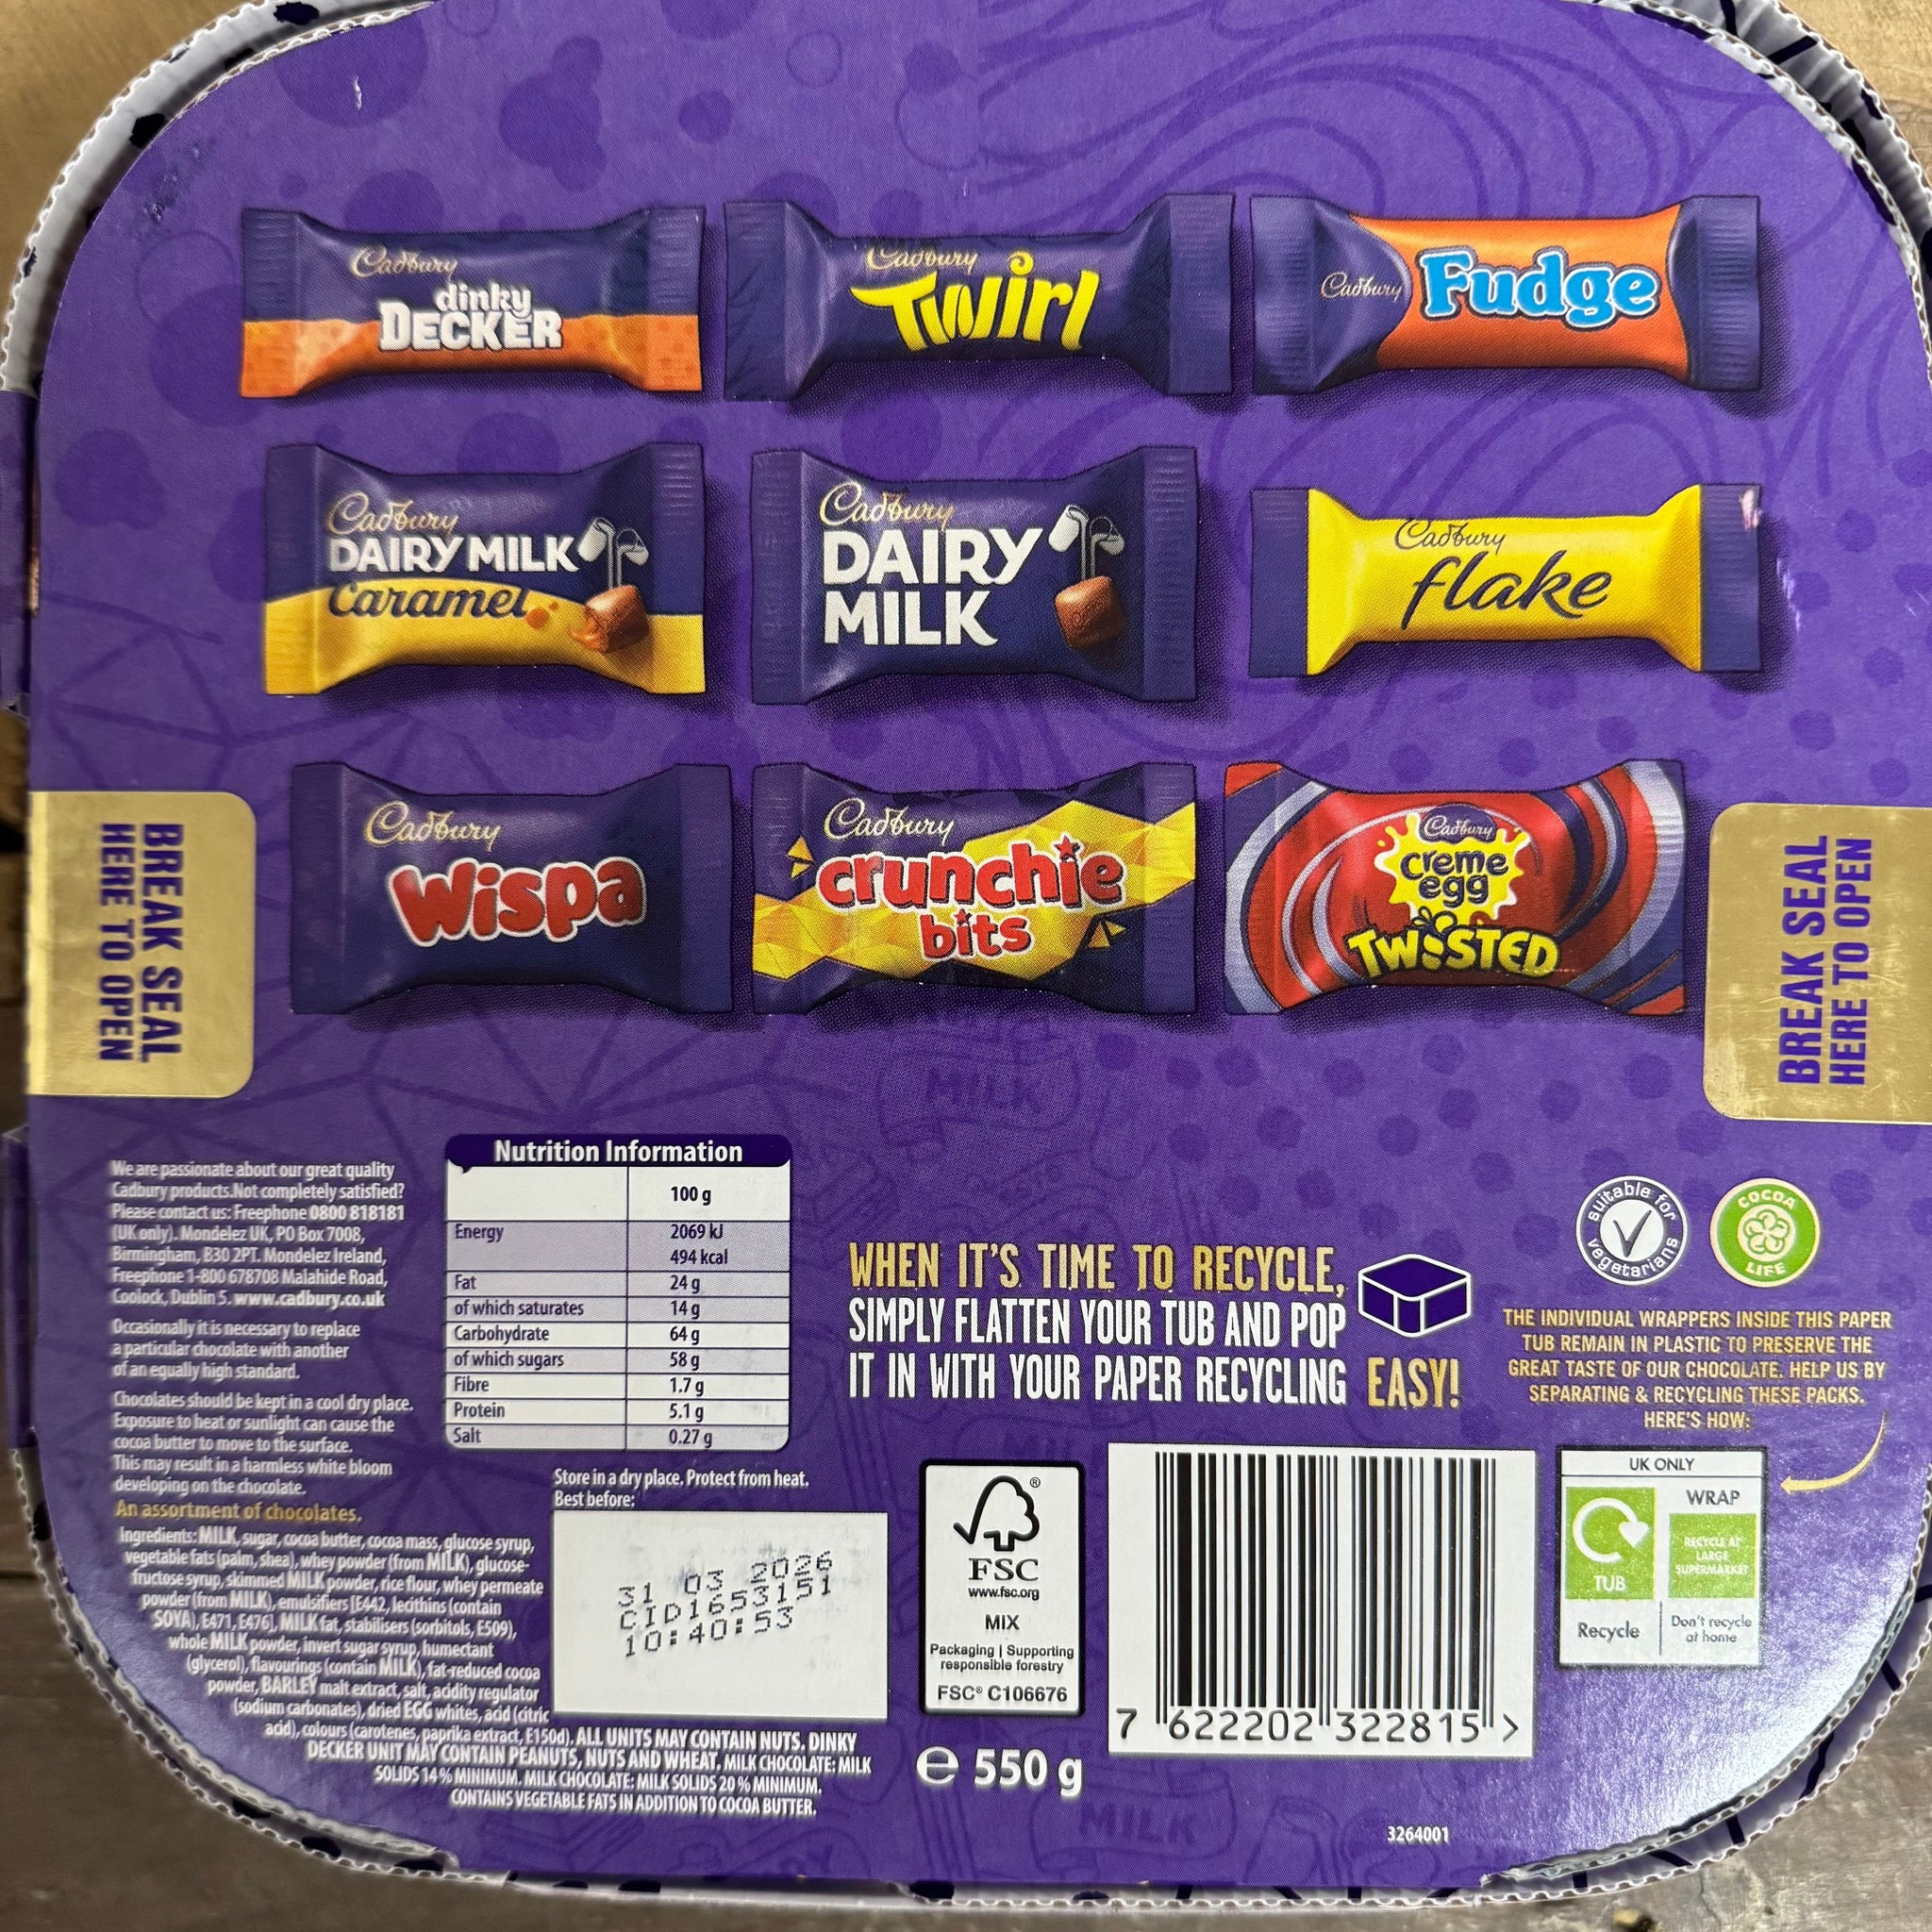 Cadbury
dinky
DECKER
Cadbury
Twirl
Cadbury
Fudge
Cadbury
DAIRY MILK
Caramel
Cadbury
DAIRY
MILK
Cadbury
flake
Cadbury
Wispa
Cadbury
crunchie
bits
Cadbury
creme
egg
TWISTED
BREAK SEAL
HERE TO OPEN
BREAK SEAL
HERE TO OPEN
MILK
We are passionate about our great quality
Cadbury products.Not completely satisfied?
Please contact us: Freephone 0800 818181
(UK only). Mondelez UK, PO Box 7008,
Birmingham, B30 2PT. Mondelez Ireland,
Freephone 1-800 678708 Malahide Road,
Coolock, Dublin 5. www.cadbury.co.uk
Occasionally it is necessary to replace
a particular chocolate with another
of an equally high standard.
Chocolates should be kept in a cool dry place.
Exposure to heat or sunlight can cause the
cocoa butter to move to the surface.
This may result in a harmless white bloom
developing on the chocolate.
An assortment of chocolates.
Ingredients: MILK, sugar, cocoa butter, cocoa mass, glucose syrup,
vegetable fats (palm, shea), whey powder (from MILK), glucose-
fructose syrup, skimmed MILK powder, rice flour, whey permeate
powder (from MILK), emulsifiers [E442, lecithins (contain
SOYA), E471, E476], MILK fat, stabilisers (sorbitols, E509),
whole MILK powder, invert sugar syrup, humectant
(glycerol), flavourings (contain MILK), fat-reduced cocoa
powder, BARLEY malt extract, salt, acidity regulator
(sodium carbonates), dried EGG whites, acid (citric
acid), colours (carotenes, paprika extract, E150d). ALL UNITS MAY CONTAIN NUTS. DINKY
DECKER UNIT MAY CONTAIN PEANUTS, NUTS AND WHEAT. MILK CHOCOLATE: MILK
SOLIDS 14 % MINIMUM. MILK CHOCOLATE: MILK SOLIDS 20 % MINIMUM.
CONTAINS VEGETABLE FATS IN ADDITION TO COCOA BUTTER.
Nutrition Information
100 g
Energy 2069 kJ
494 kcal
Fat 24 g
of which saturates 14 g
Carbohydrate 64 g
of which sugars 58 g
Fibre 1.7 g
Protein 5.1 g
Salt 0.27 g
Store in a dry place. Protect from heat.
Best before:
31 03 2026
CID1653151
10:40:53
WHEN IT'S TIME TO RECYCLE,
SIMPLY FLATTEN YOUR TUB AND POP
IT IN WITH YOUR PAPER RECYCLING EASY!
FSC
www.fsc.org
MIX
Packaging | Supporting
responsible forestry
FSC® C106676
e 550 g
7 622202 322815 >
Suitable for
vegetarians
COCOA
LIFE
THE INDIVIDUAL WRAPPERS INSIDE THIS PAPER
TUB REMAIN IN PLASTIC TO PRESERVE THE
GREAT TASTE OF OUR CHOCOLATE. HELP US BY
SEPARATING & RECYCLING THESE PACKS.
HERE'S HOW:
UK ONLY
TUB
Recycle
WRAP
RECYCLE AT
LARGE
SUPERMARKET
Don't recycle
at home
MILK
3264001